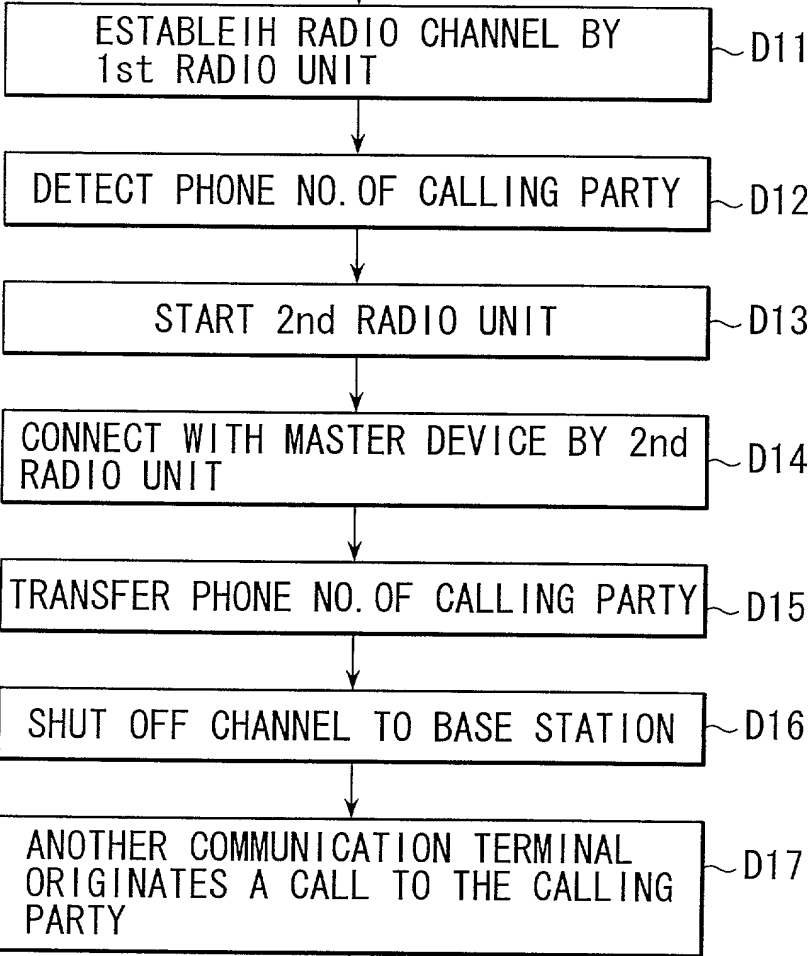 ESTABLEIH RADIO CHANNEL BY
1st RADIO UNIT
D11
DETECT PHONE NO. OF CALLING PARTY
D12
START 2nd RADIO UNIT
D13
CONNECT WITH MASTER DEVICE BY 2nd
RADIO UNIT
D14
TRANSFER PHONE NO. OF CALLING PARTY
D15
SHUT OFF CHANNEL TO BASE STATION
D16
ANOTHER COMMUNICATION TERMINAL
ORIGINATES A CALL TO THE CALLING
PARTY
D17